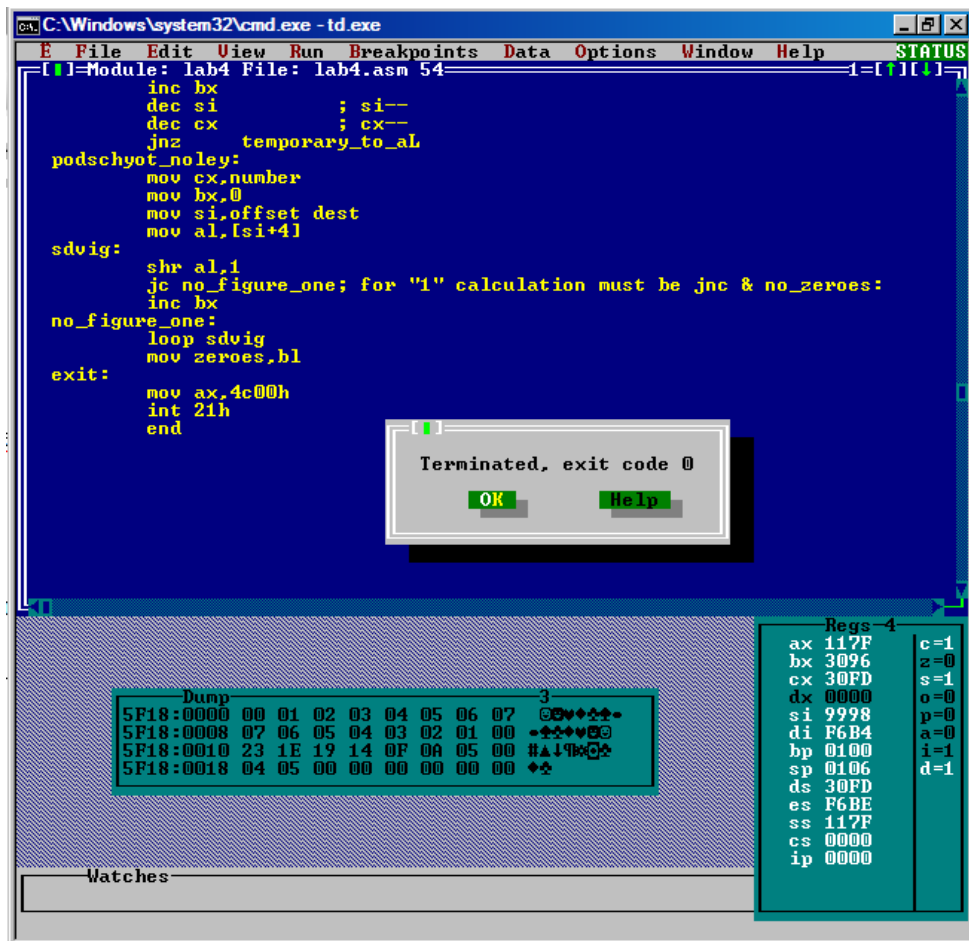 C:\Windows\system32\cmd.exe - td.exe
E File Edit View Run Breakpoints Data Options Window Help STATUS
[■]=Module: lab4 File: lab4.asm 54 1=[↑][↓]
inc bx
dec si ; si--
dec cx ; cx--
jnz temporary_to_aL
podschyot_noley:
mov cx,number
mov bx,0
mov si,offset dest
mov al,[si+4]
sdvig:
shr al,1
jc no_figure_one; for "1" calculation must be jnc & no_zeroes:
inc bx
no_figure_one:
loop sdvig
mov zeroes,bl
exit:
mov ax,4c00h
int 21h
end
[■]
Terminated, exit code 0
OK Help
Dump 3
5F18:0000 00 01 02 03 04 05 06 07 ☺☻♥♦♣♠•
5F18:0008 07 06 05 04 03 02 01 00 •♠♣♦♥☻☺
5F18:0010 23 1E 19 14 0F 0A 05 00 #▲↓¶☼◙♣
5F18:0018 04 05 00 00 00 00 00 00 ♦♣
Regs 4
ax 117F c=1
bx 3096 z=0
cx 30FD s=1
dx 0000 o=0
si 9998 p=0
di F6B4 a=0
bp 0100 i=1
sp 0106 d=1
ds 30FD
es F6BE
ss 117F
cs 0000
ip 0000
Watches